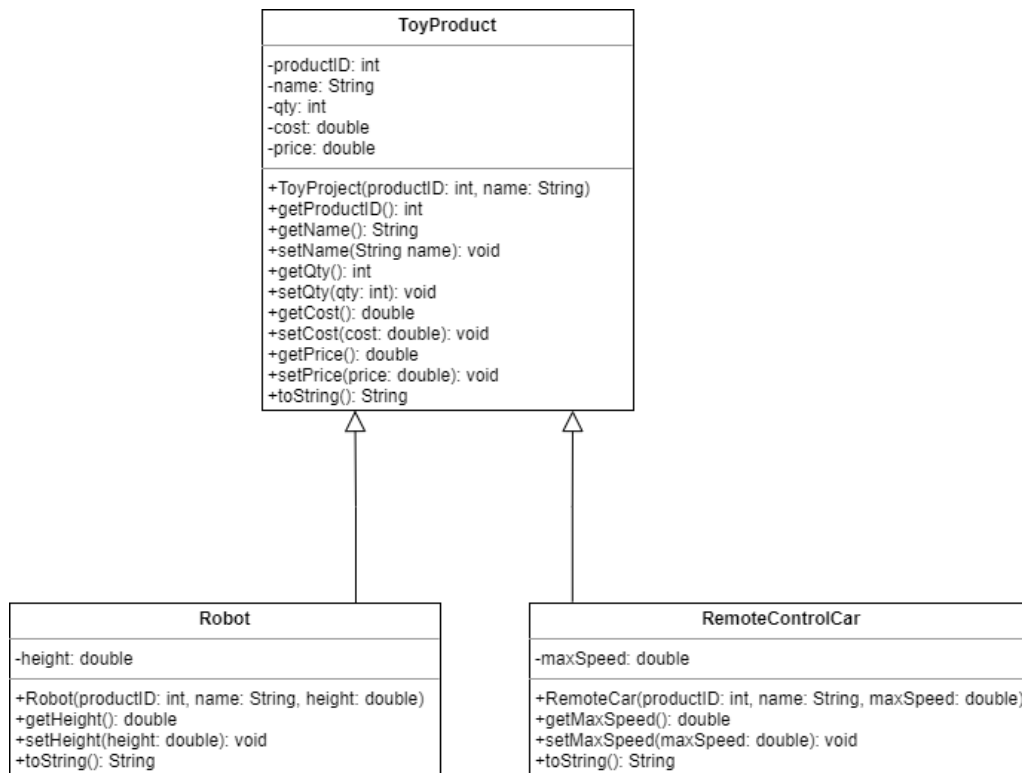 ToyProduct
-productID: int
-name: String
-qty: int
-cost: double
-price: double
+ToyProject(productID: int, name: String)
+getProductID(): int
+getName(): String
+setName(String name): void
+getQty(): int
+setQty(qty: int): void
+getCost(): double
+setCost(cost: double): void
+getPrice(): double
+setPrice(price: double): void
+toString(): String
Robot
-height: double
+Robot(productID: int, name: String, height: double)
+getHeight(): double
+setHeight(height: double): void
+toString(): String
RemoteControlCar
-maxSpeed: double
+RemoteCar(productID: int, name: String, maxSpeed: double)
+getMaxSpeed(): double
+setMaxSpeed(maxSpeed: double): void
+toString(): String